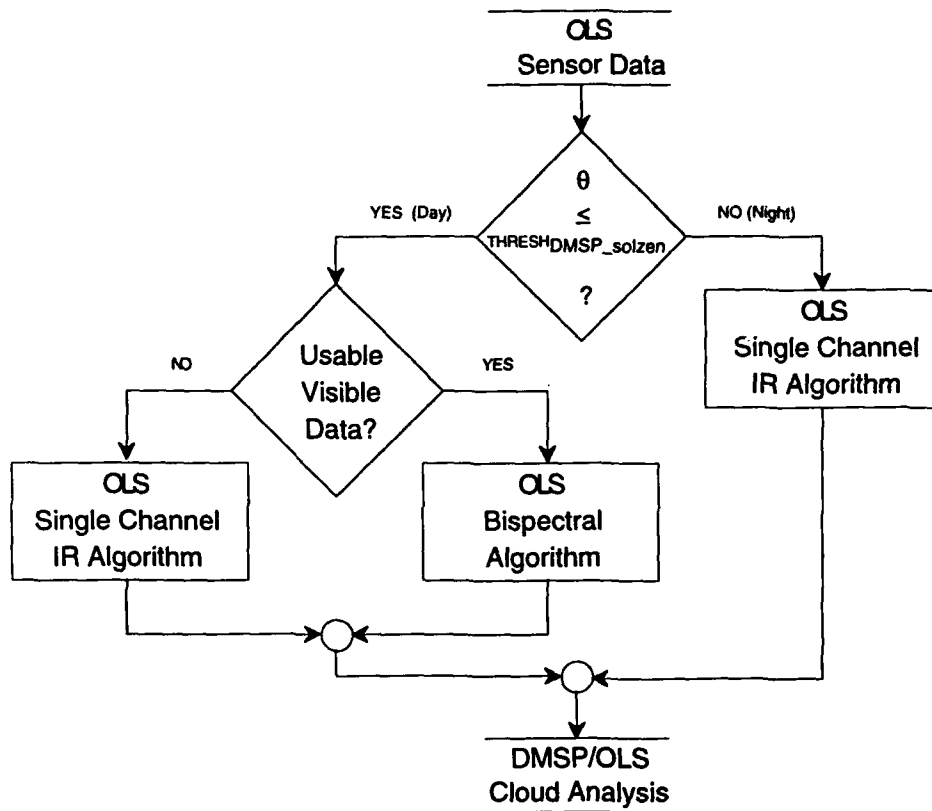 OLS
Sensor Data
θ
≤
THRESHDMSP_solzen
?
YES (Day)
NO (Night)
OLS
Single Channel
IR Algorithm
Usable
Visible
Data?
NO
YES
OLS
Single Channel
IR Algorithm
OLS
Bispectral
Algorithm
DMSP/OLS
Cloud Analysis